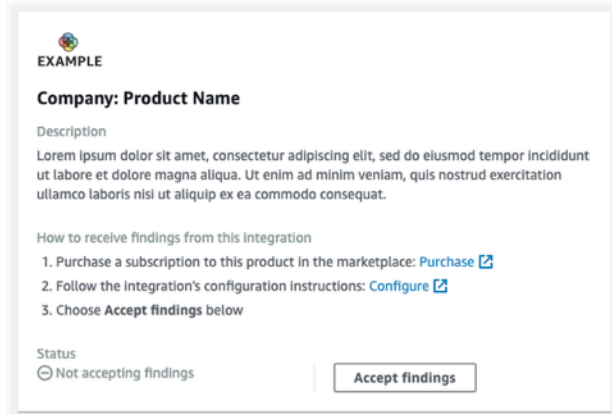 EXAMPLE
Company: Product Name
Description
Lorem ipsum dolor sit amet, consectetur adipiscing elit, sed do eiusmod tempor incididunt
ut labore et dolore magna aliqua. Ut enim ad minim veniam, quis nostrud exercitation
ullamco laboris nisi ut aliquip ex ea commodo consequat.
How to receive findings from this integration
1. Purchase a subscription to this product in the marketplace: Purchase
2. Follow the integration's configuration instructions: Configure
3. Choose Accept findings below
Status
Not accepting findings
Accept findings